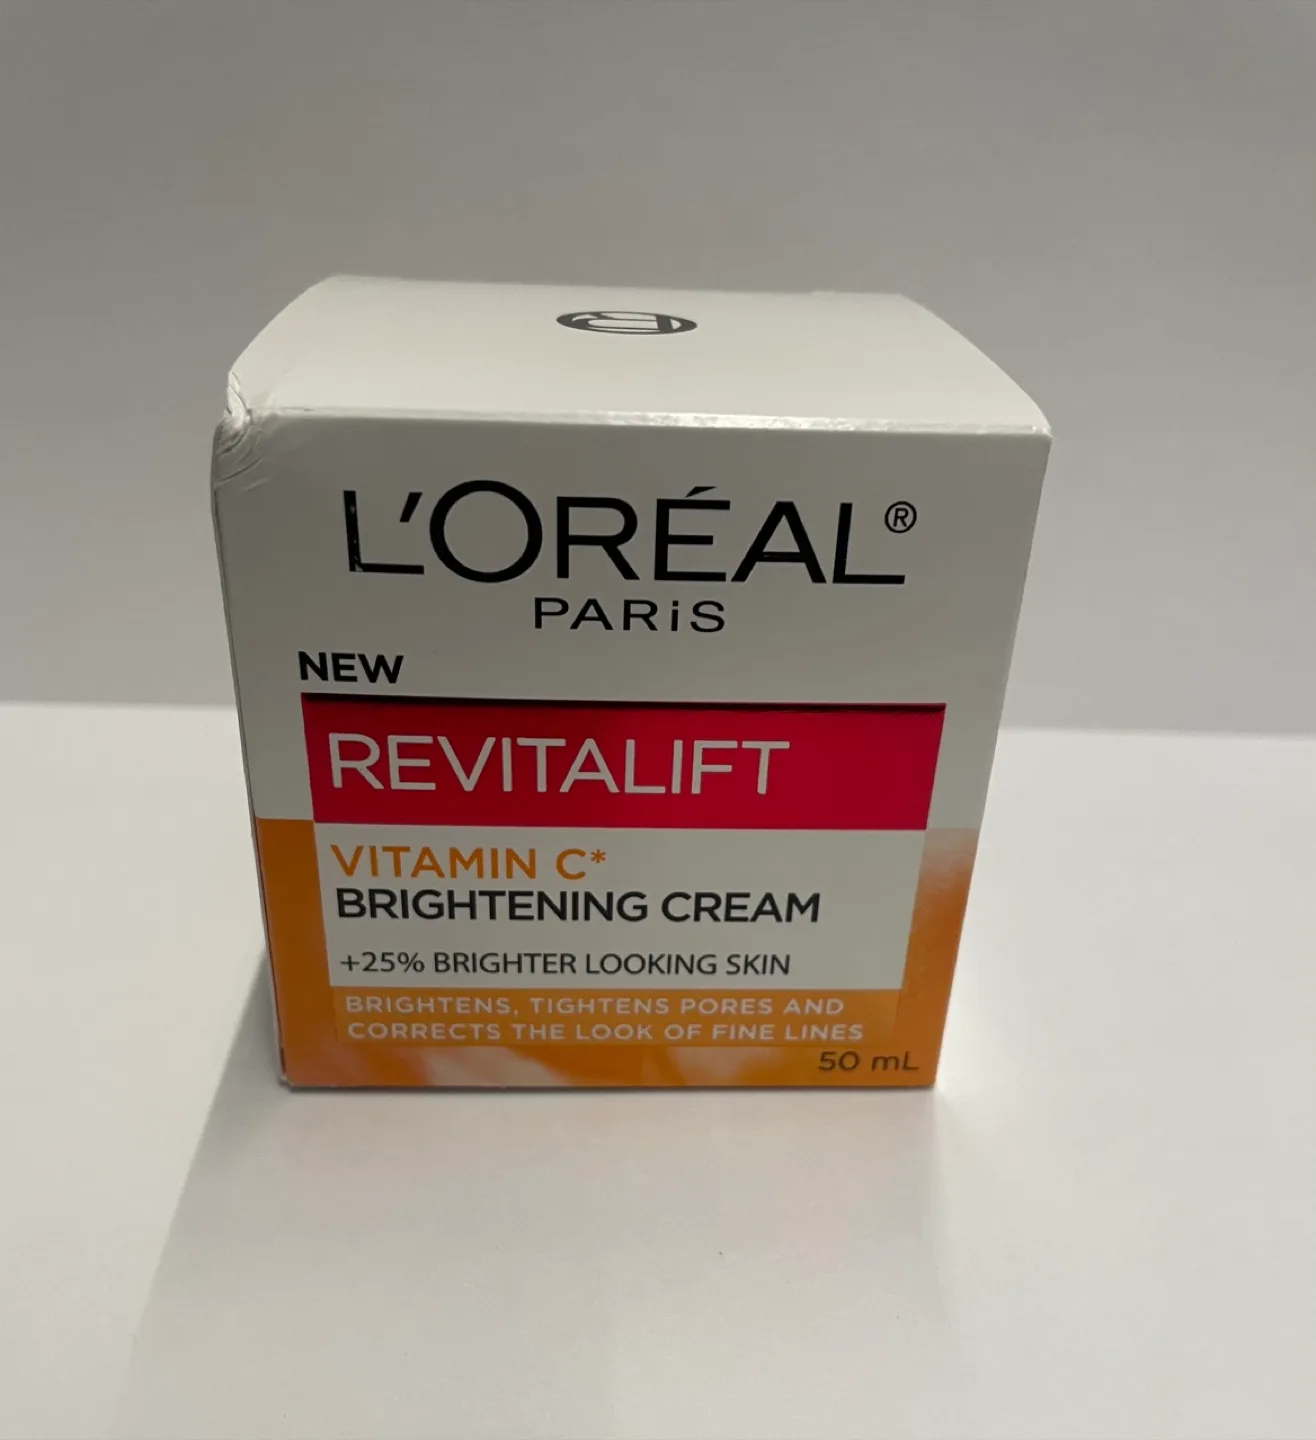 L'ORÉAL®
PARiS
NEW
REVITALIFT
VITAMIN C*
BRIGHTENING CREAM
+25% BRIGHTER LOOKING SKIN
BRIGHTENS, TIGHTENS PORES AND
CORRECTS THE LOOK OF FINE LINES
50 mL